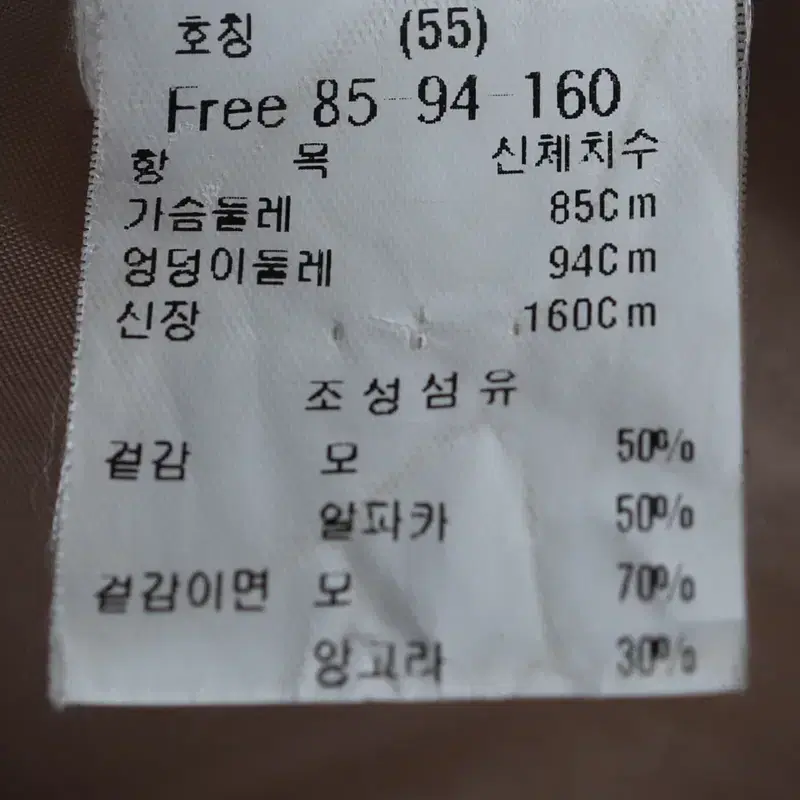 호칭 (55)
Free 85-94-160
항 목 신체치수
가슴둘레 85Cm
엉덩이둘레 94Cm
신장 160Cm
조성섬유
겉감 모 50%
알파카 50%
겉감이면 모 70%
앙고라 30%